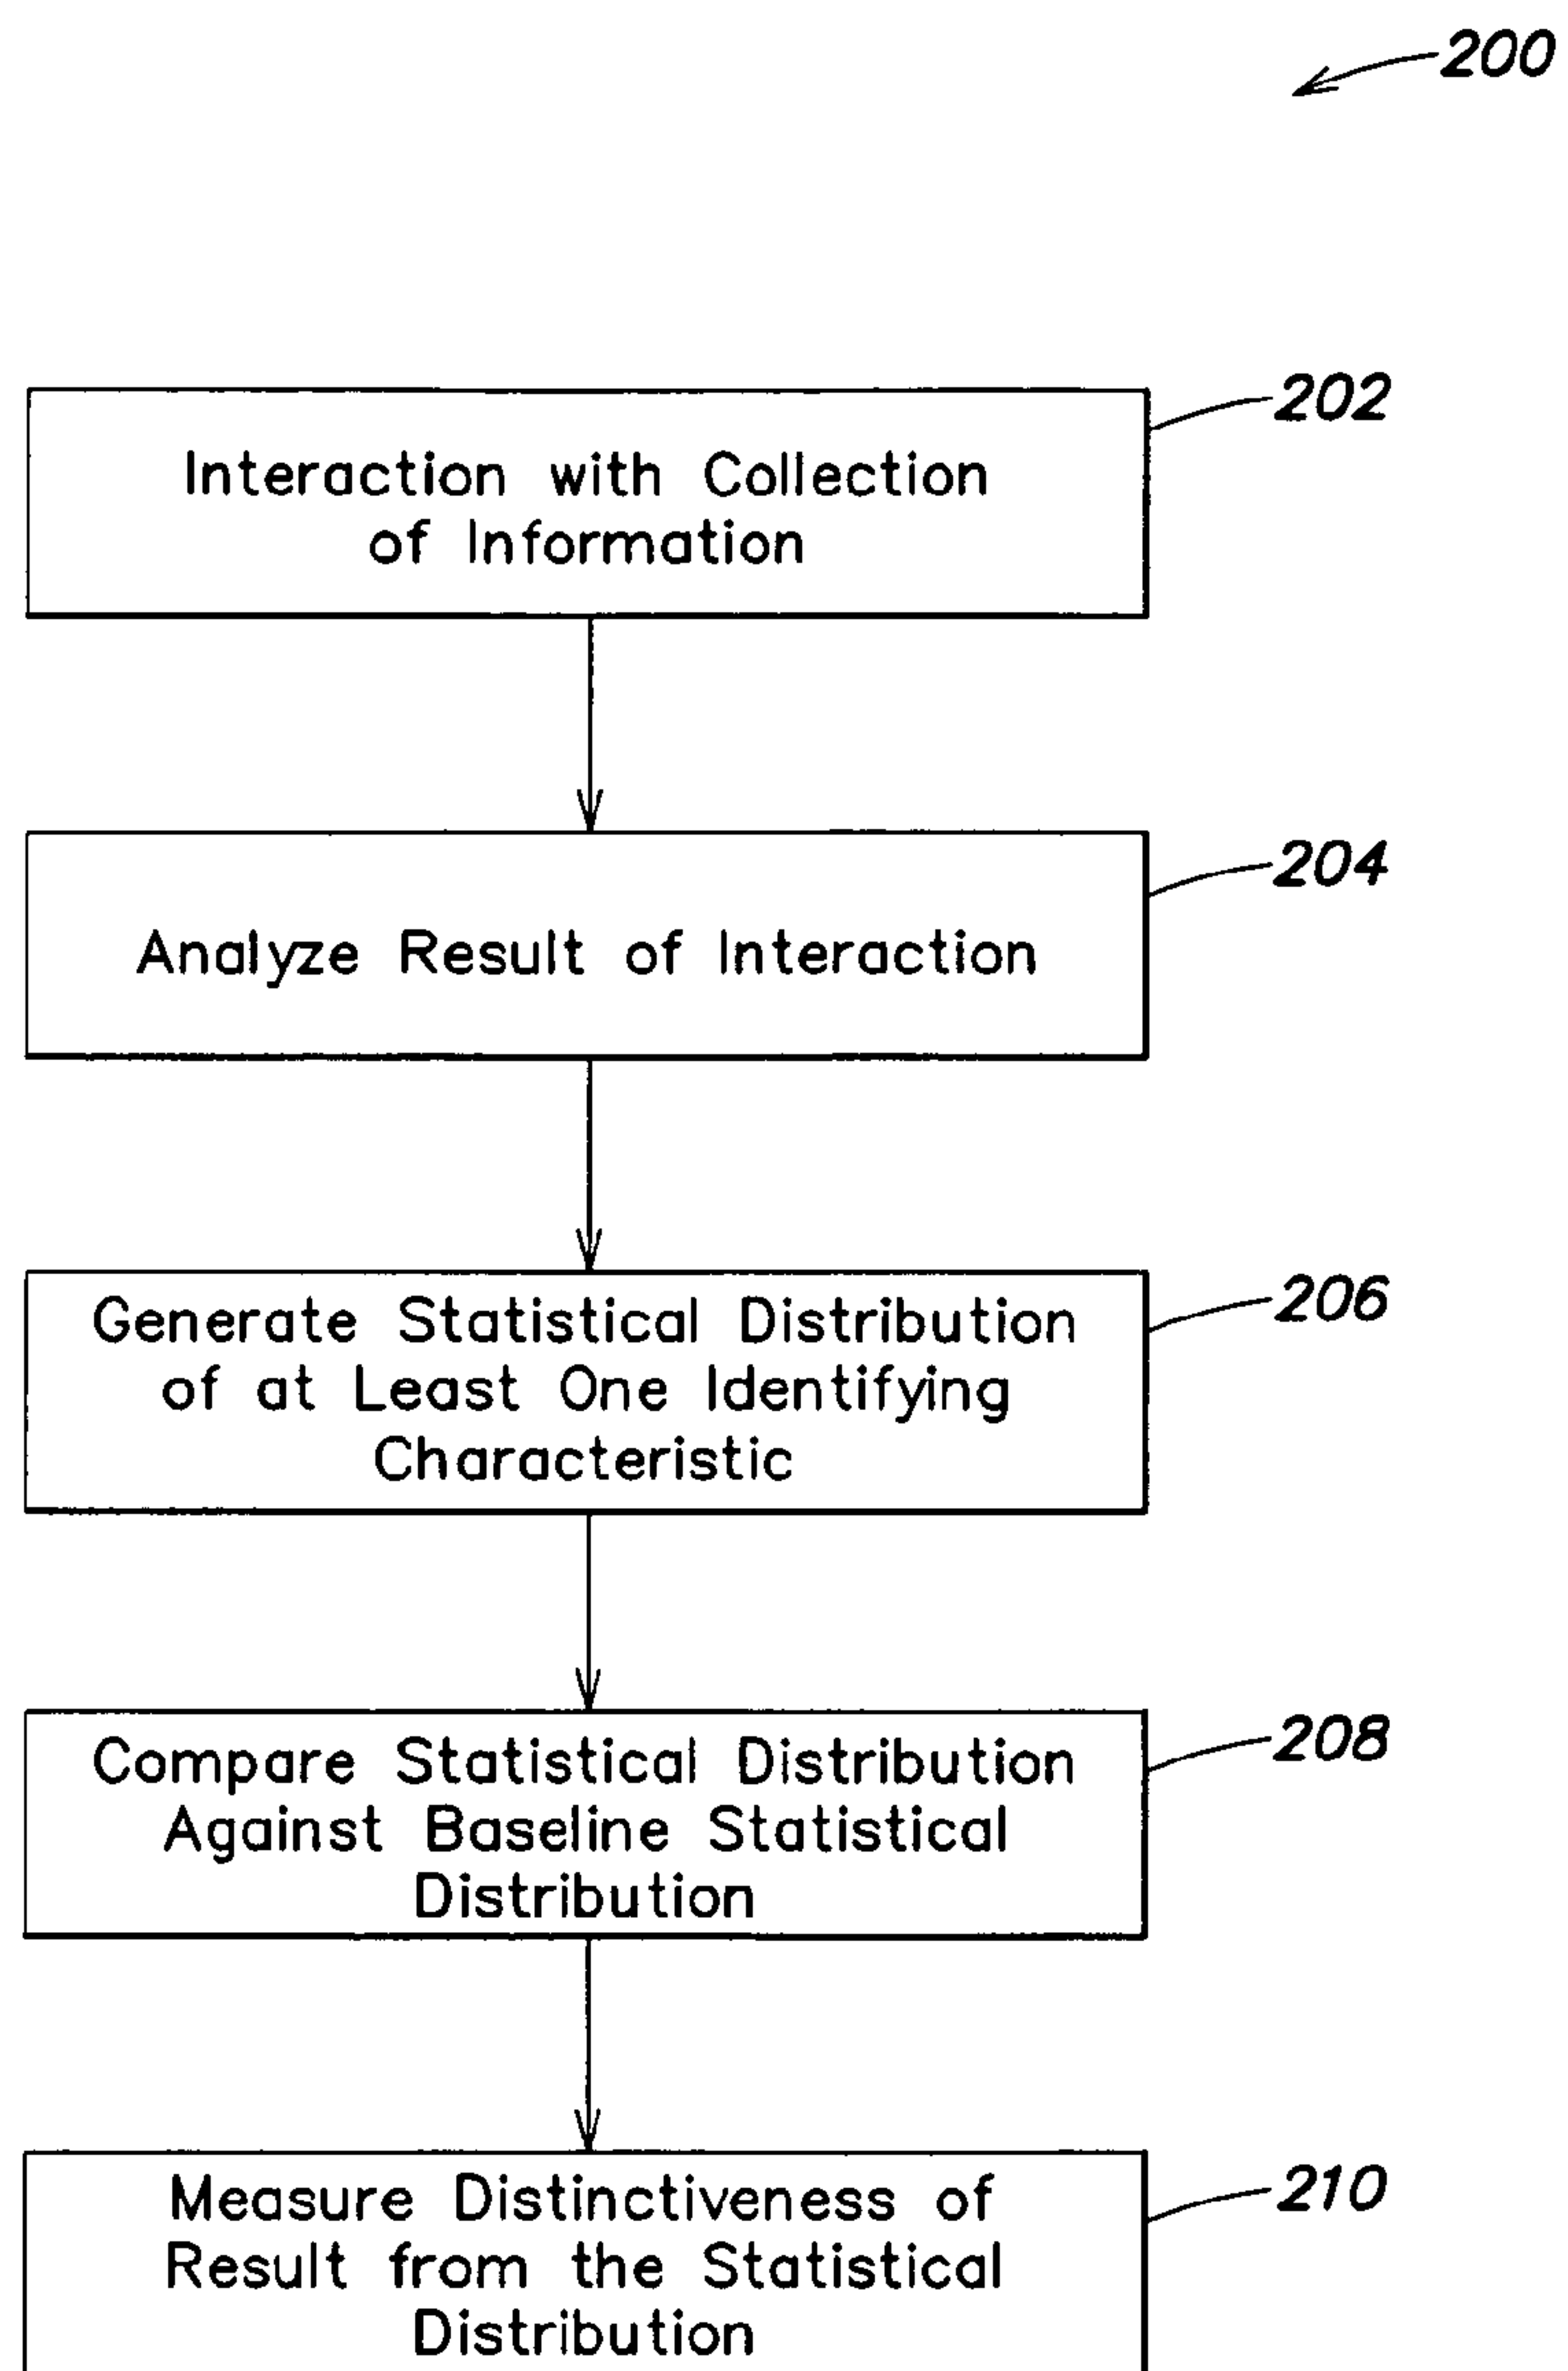 200
202
Interaction with Collection
of Information
204
Analyze Result of Interaction
206
Generate Statistical Distribution
of at Least One Identifying
Characteristic
208
Compare Statistical Distribution
Against Baseline Statistical
Distribution
210
Measure Distinctiveness of
Result from the Statistical
Distribution